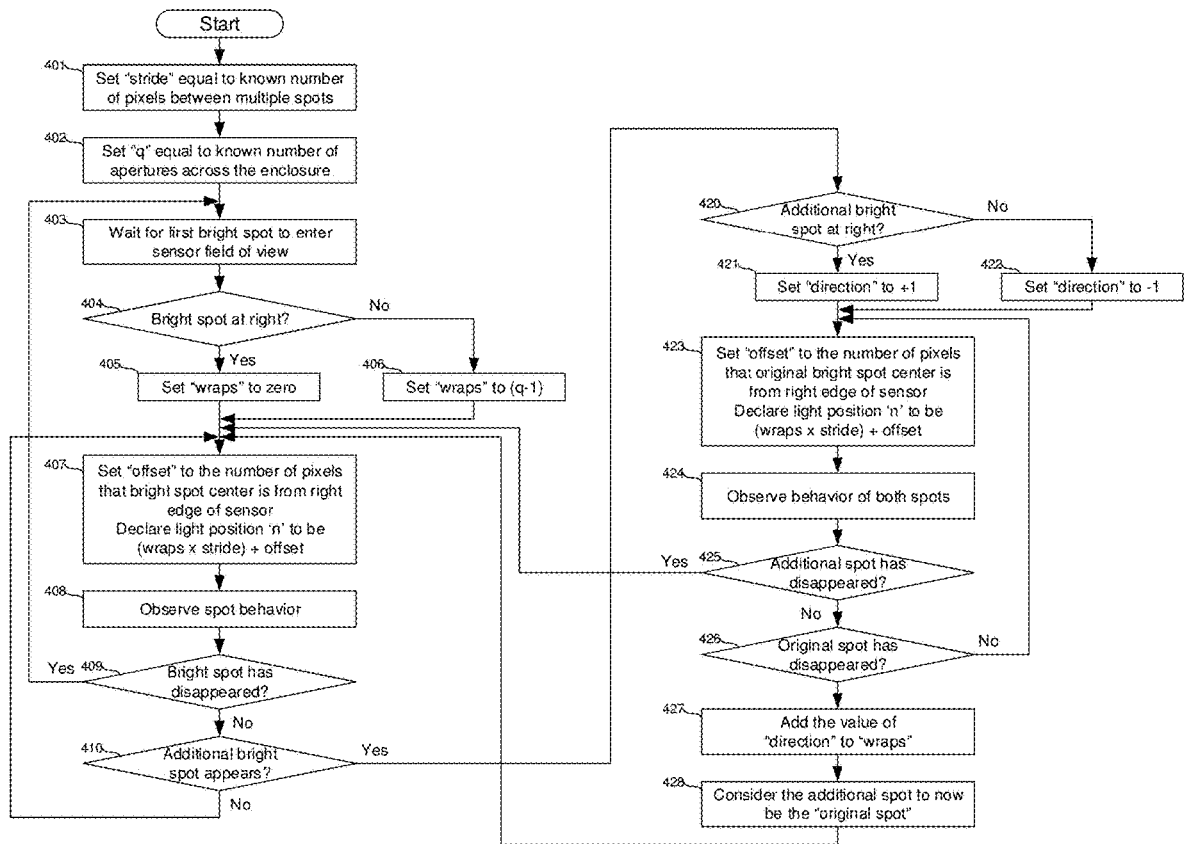 Start
401
Set "stride" equal to known number
of pixels between multiple spots
402
Set "q" equal to known number of
apertures across the enclosure
403
Wait for first bright spot to enter
sensor field of view
404
Bright spot at right?
No
Yes
405
Set "wraps" to zero
406
Set "wraps" to (q-1)
407
Set "offset" to the number of pixels
that bright spot center is from right
edge of sensor
Declare light position 'n' to be
(wraps x stride) + offset
408
Observe spot behavior
409
Yes
Bright spot has
disappeared?
No
410
Additional bright
spot appears?
Yes
No
420
Additional bright
spot at right?
No
Yes
421
Set "direction" to +1
422
Set "direction" to -1
423
Set "offset" to the number of pixels
that original bright spot center is
from right edge of sensor
Declare light position 'n' to be
(wraps x stride) + offset
424
Observe behavior of both spots
425
Yes
Additional spot has
disappeared?
No
426
Original spot has
disappeared?
No
427
Add the value of
"direction" to "wraps"
428
Consider the additional spot to now
be the "original spot"